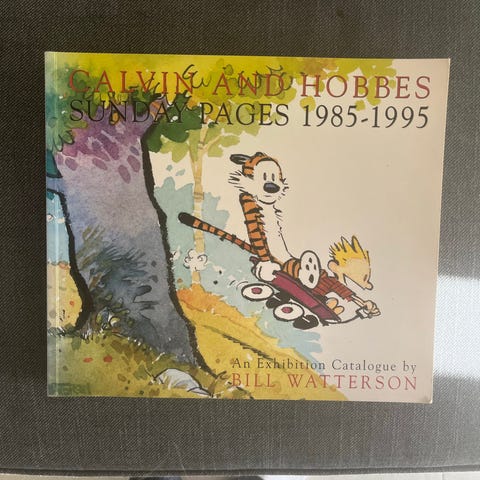 CALVIN AND HOBBES
SUNDAY PAGES 1985-1995
An Exhibition Catalogue by
BILL WATTERSON